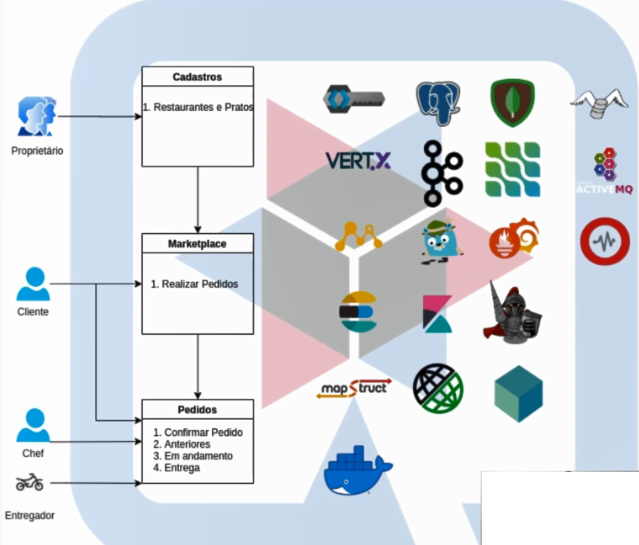 Cadastros
1. Restaurantes e Pratos
Proprietário
Marketplace
1. Realizar Pedidos
Cliente
Pedidos
1. Confirmar Pedido
2. Anteriores
3. Em andamento
4. Entrega
Chef
Entregador
VERT.X
ACTIVEMQ
mapStruct